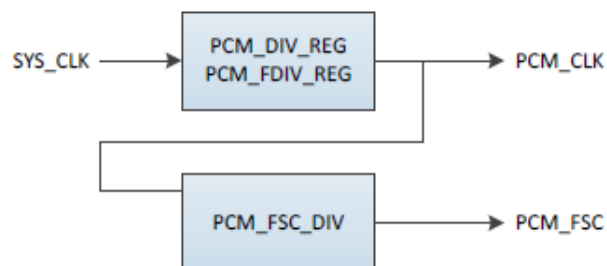 PCM_DIV_REG
SYS_CLK
PCM_FDIV_REG
PCM_CLK
PCM_FSC_DIV
PCM_FSC